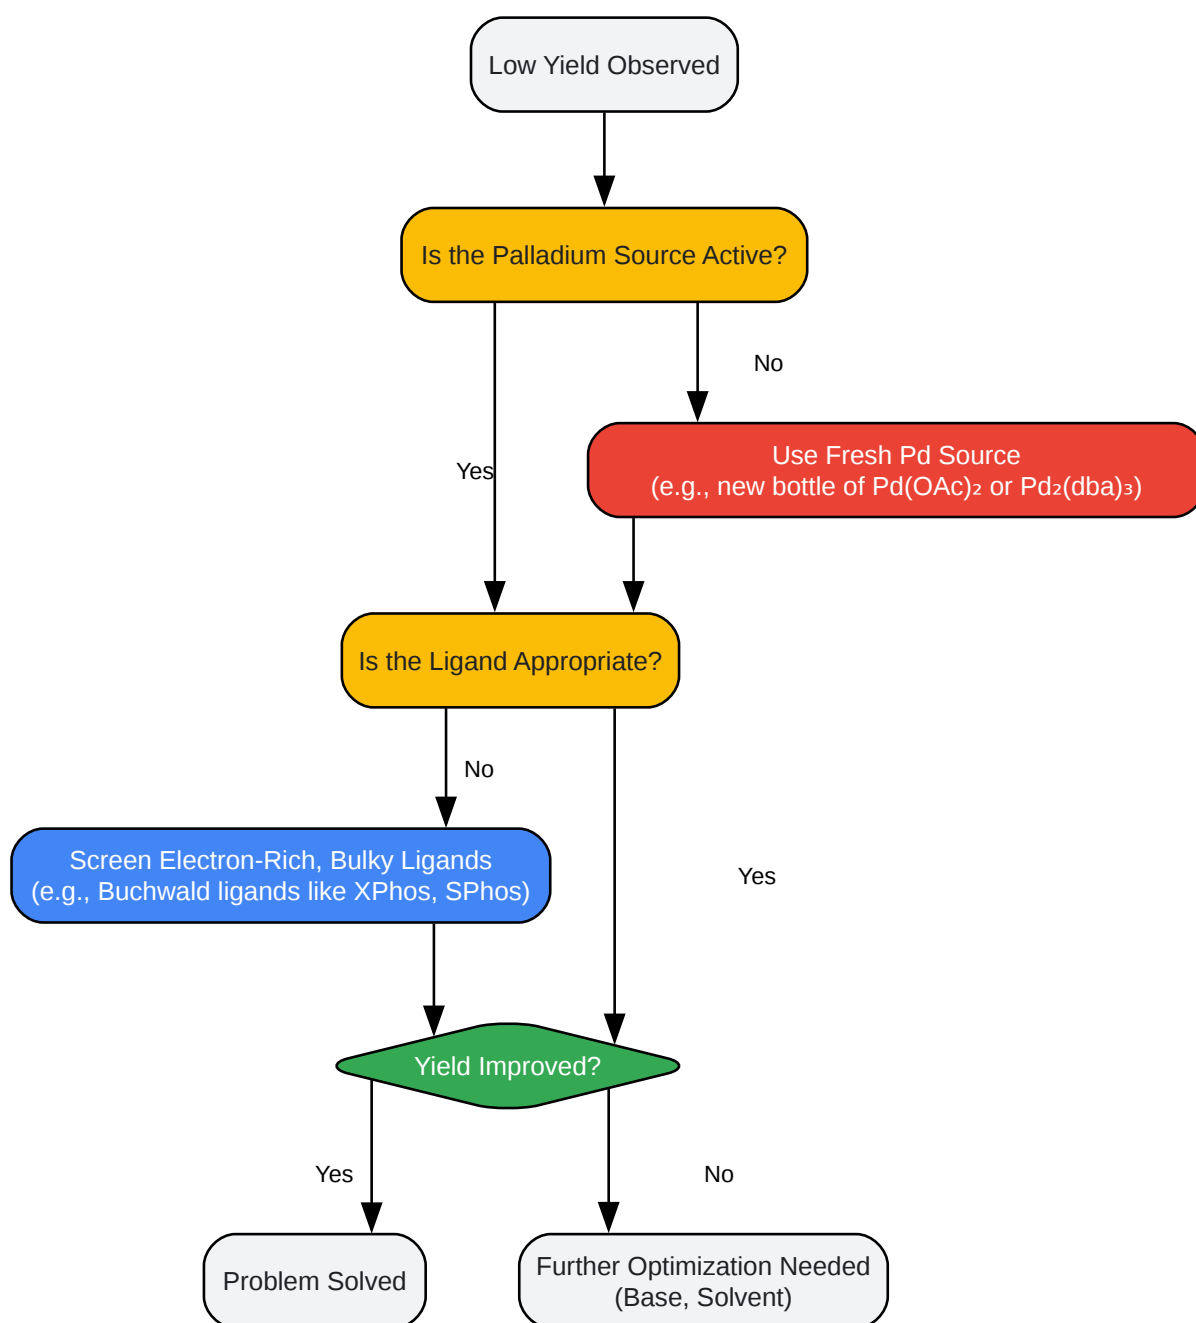 Low Yield Observed
Is the Palladium Source Active?
No
Yes
Use Fresh Pd Source
(e.g., new bottle of Pd(OAc)₂ or Pd₂(dba)₃)
Is the Ligand Appropriate?
No
Screen Electron-Rich, Bulky Ligands
(e.g., Buchwald ligands like XPhos, SPhos)
Yes
Yield Improved?
Yes
No
Problem Solved
Further Optimization Needed
(Base, Solvent)